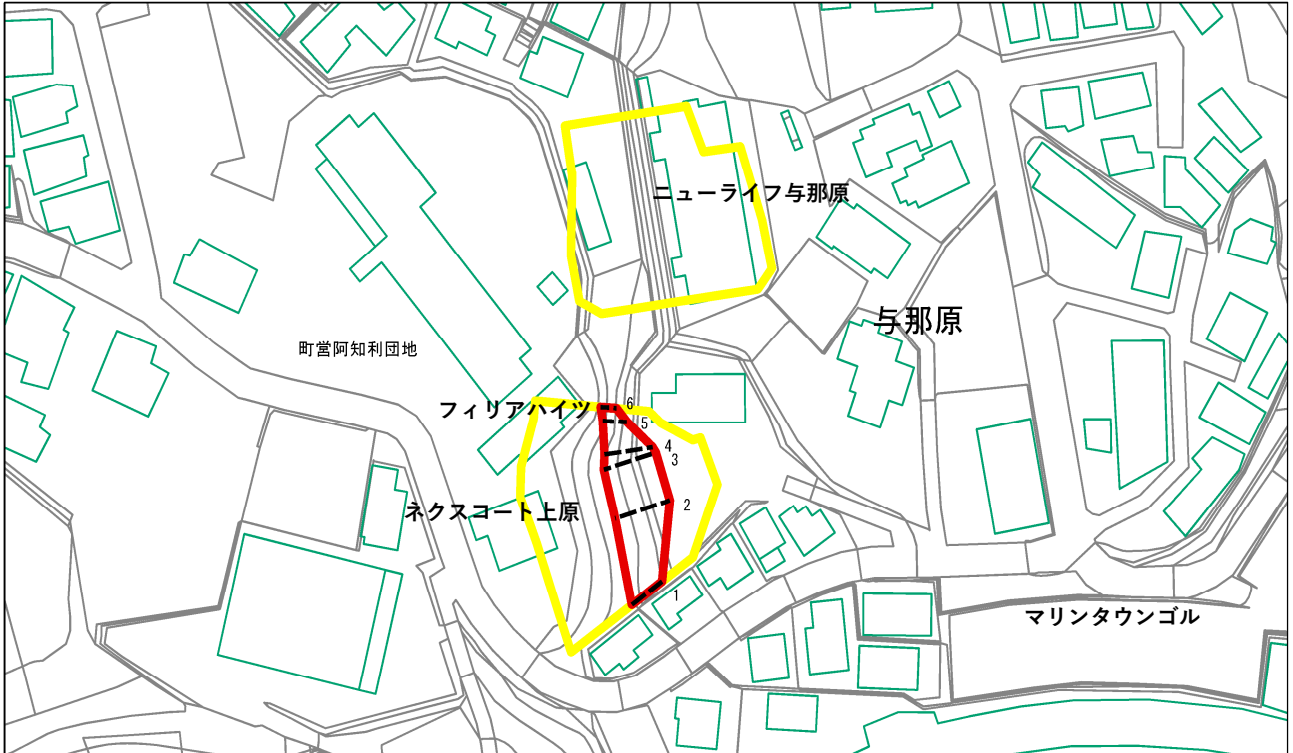 ニューライフ与那原
与那原
町営阿知利団地
フィリアハイツ
6
5
4
3
ネクスコート上原
2
1
マリンタウンゴル